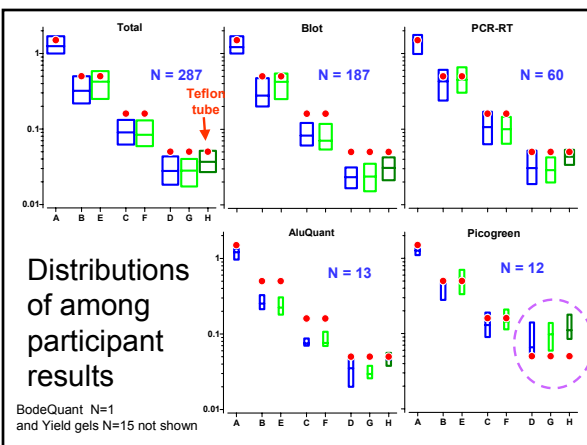 Total
Blot
PCR-RT
1
0.1
0.01
N = 287
Teflon
tube
N = 187
N = 60
A B E C F D G H
A B E C F D G H
A B E C F D G H
AluQuant
Picogreen
1
0.1
0.01
N = 13
N = 12
A B E C F D G H
A B E C F D G H
Distributions
of among
participant
results
BodeQuant N=1
and Yield gels N=15 not shown